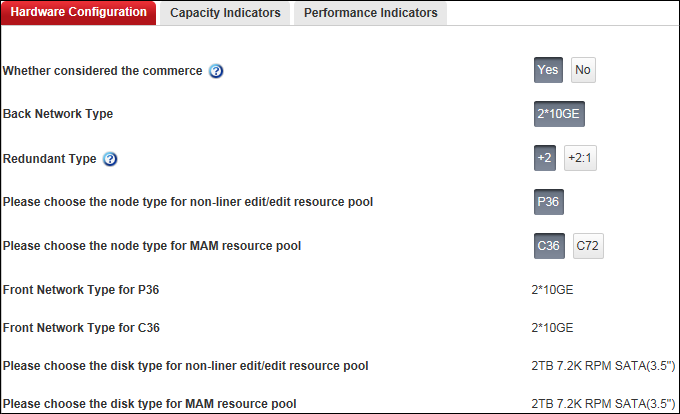 Hardware Configuration Capacity Indicators Performance Indicators
Whether considered the commerce ? Yes No
Back Network Type 2*10GE
Redundant Type ? +2 +2:1
Please choose the node type for non-liner edit/edit resource pool P36
Please choose the node type for MAM resource pool C36 C72
Front Network Type for P36 2*10GE
Front Network Type for C36 2*10GE
Please choose the disk type for non-liner edit/edit resource pool 2TB 7.2K RPM SATA(3.5")
Please choose the disk type for MAM resource pool 2TB 7.2K RPM SATA(3.5")